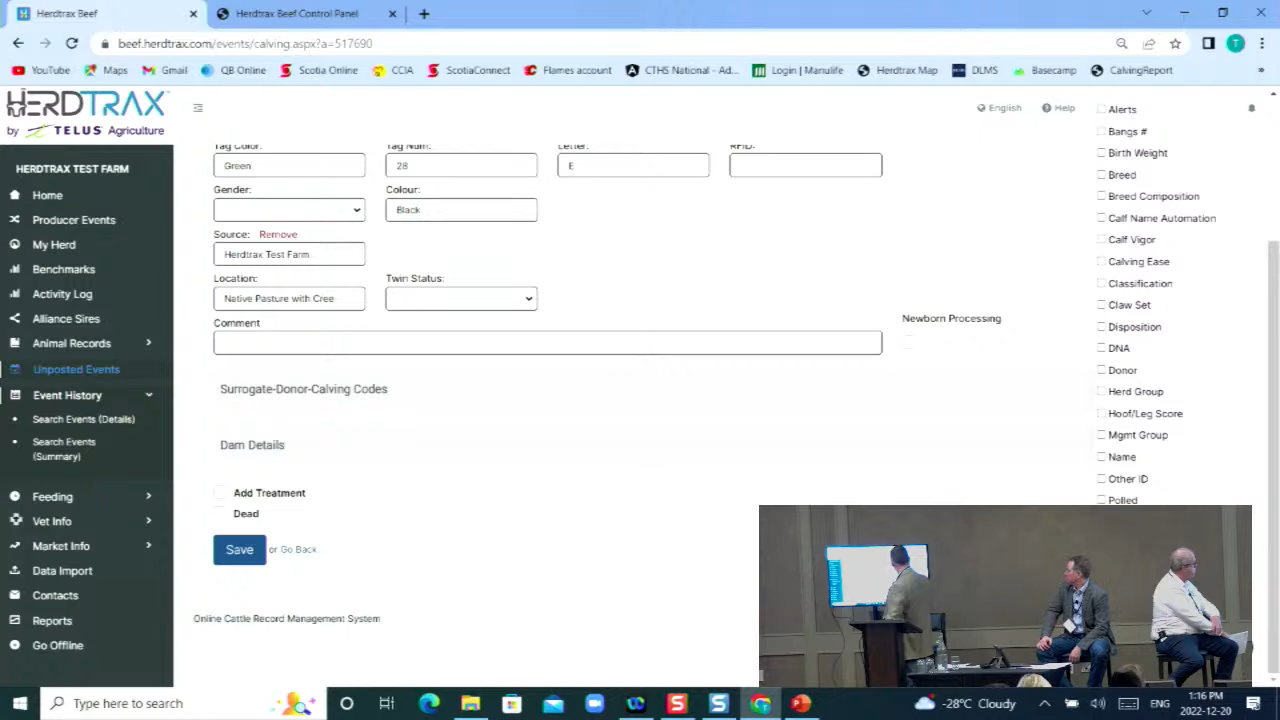 Herdtrax Beef
Herdtrax Beef Control Panel
beef.herdtrax.com/events/calving.aspx?a=517690
YouTube
Maps
Gmail
QB Online
Scotia Online
CCIA
ScotiaConnect
Flames account
CTHS National - Ad...
Login | Manulife
Herdtrax Map
DLMS
Basecamp
CalvingReport
HERDTRAX
by TELUS Agriculture
English
Help
HERDTRAX TEST FARM
Home
Producer Events
My Herd
Benchmarks
Activity Log
Alliance Sires
Animal Records
Unposted Events
Event History
Search Events (Details)
Search Events
(Summary)
Feeding
Vet Info
Market Info
Data Import
Contacts
Reports
Go Offline
Tag Color:
Tag Num:
Letter:
RFID:
Green
28
E
Gender:
Colour:
Black
Source: Remove
Herdtrax Test Farm
Location:
Twin Status:
Native Pasture with Cree
Comment
Newborn Processing
Surrogate-Donor-Calving Codes
Dam Details
Add Treatment
Dead
Save or Go Back
Online Cattle Record Management System
Alerts
Bangs #
Birth Weight
Breed
Breed Composition
Calf Name Automation
Calf Vigor
Calving Ease
Classification
Claw Set
Disposition
DNA
Donor
Herd Group
Hoof/Leg Score
Mgmt Group
Name
Other ID
Polled
Type here to search
-28°C Cloudy
ENG
1:16 PM
2022-12-20